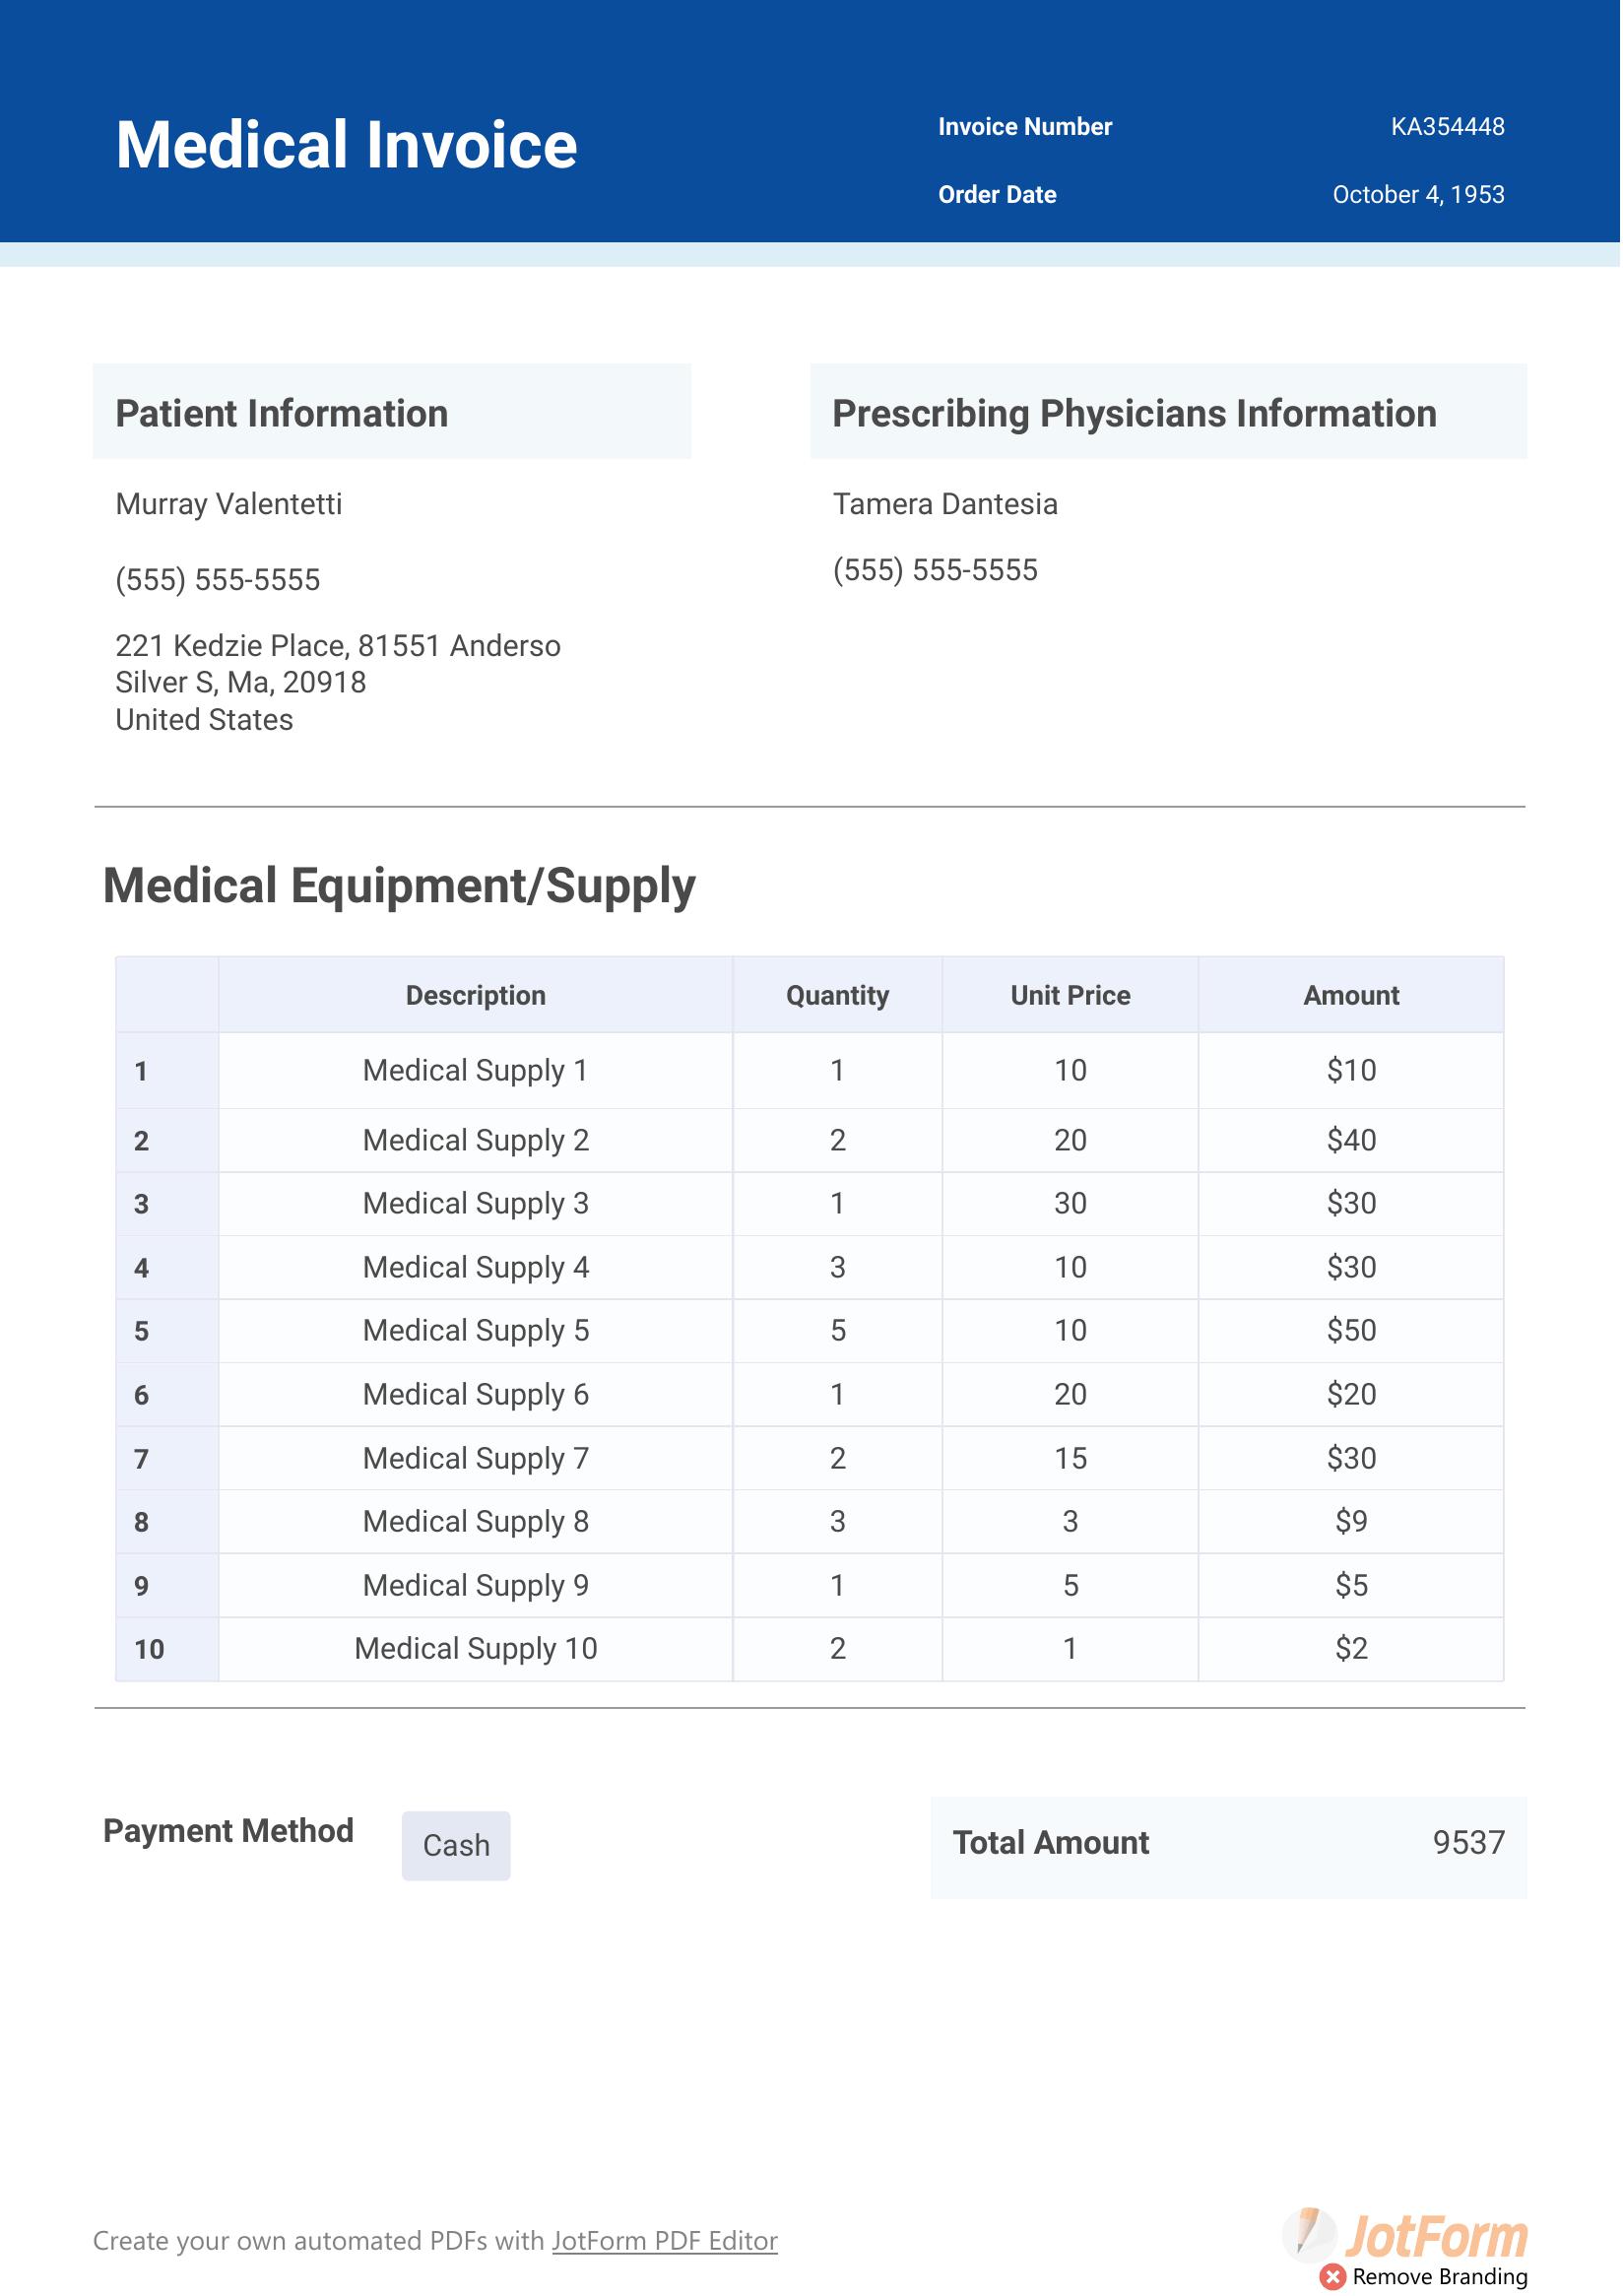 Medical Invoice
Invoice Number KA354448
Order Date October 4, 1953
Patient Information
Murray Valentetti
(555) 555-5555
221 Kedzie Place, 81551 Anderso
Silver S, Ma, 20918
United States
Prescribing Physicians Information
Tamera Dantesia
(555) 555-5555
Medical Equipment/Supply
Description Quantity Unit Price Amount
1 Medical Supply 1 1 10 $10
2 Medical Supply 2 2 20 $40
3 Medical Supply 3 1 30 $30
4 Medical Supply 4 3 10 $30
5 Medical Supply 5 5 10 $50
6 Medical Supply 6 1 20 $20
7 Medical Supply 7 2 15 $30
8 Medical Supply 8 3 3 $9
9 Medical Supply 9 1 5 $5
10 Medical Supply 10 2 1 $2
Payment Method Cash
Total Amount 9537
Create your own automated PDFs with JotForm PDF Editor
JotForm
Remove Branding